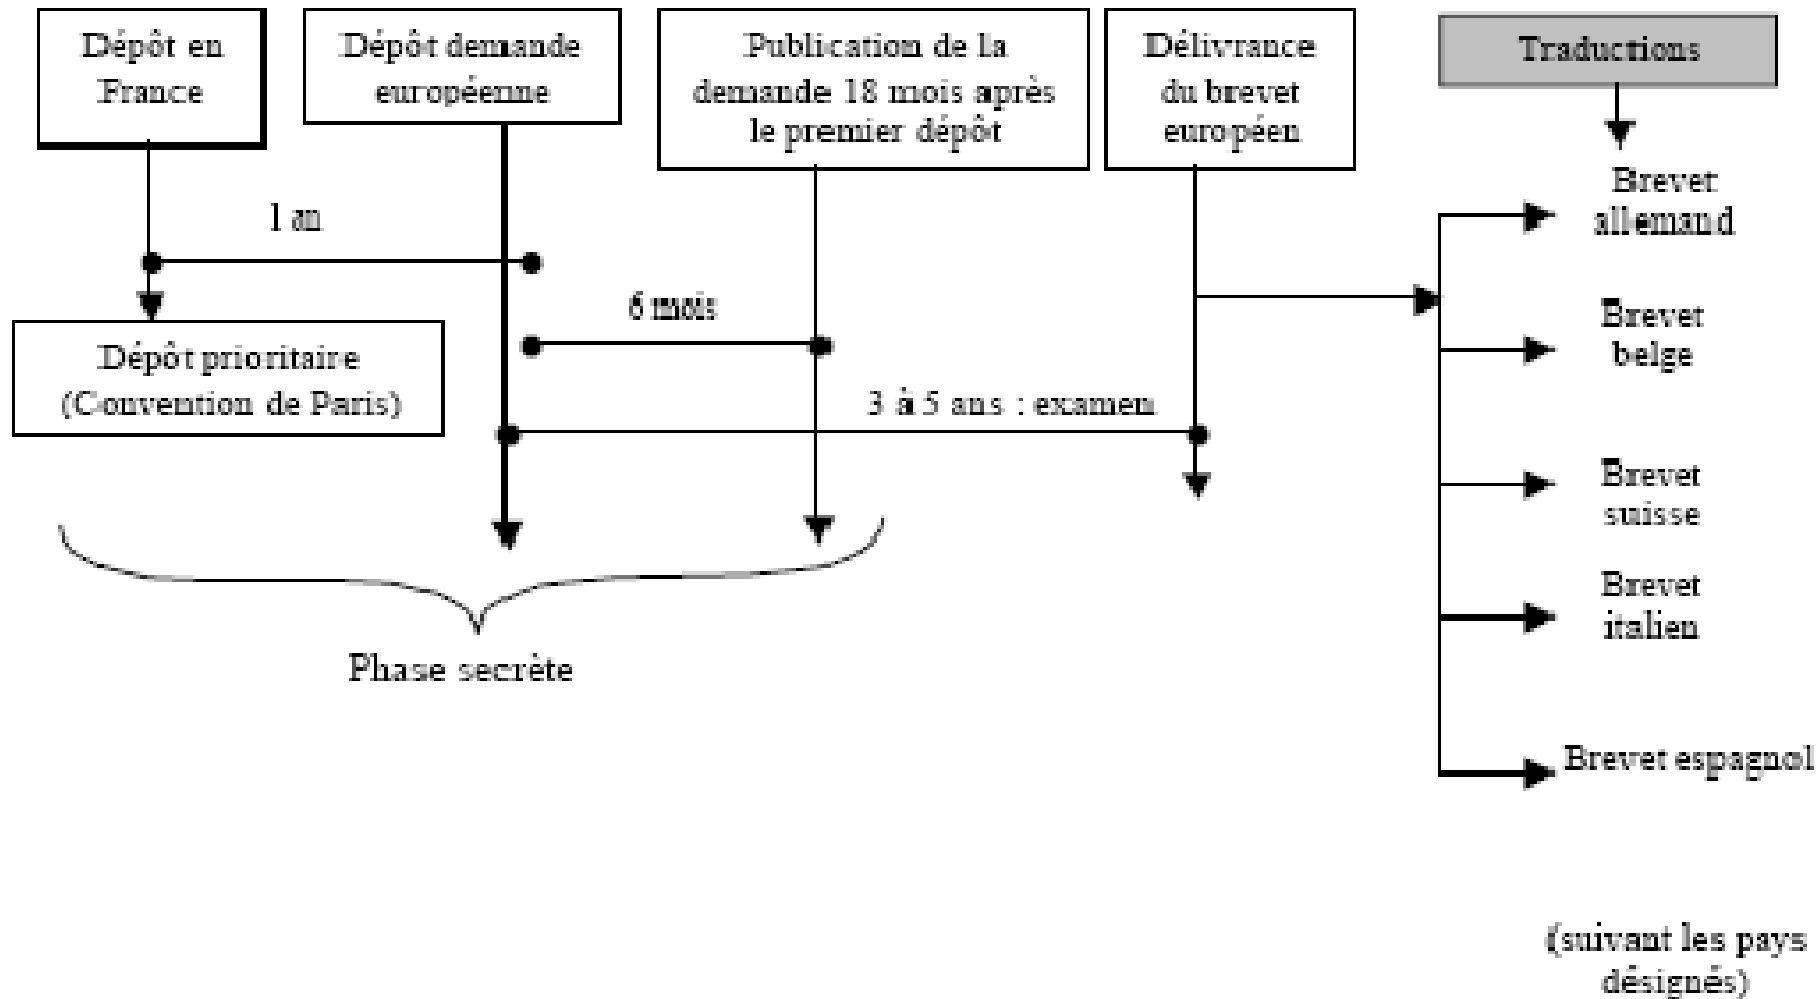 Dépôt en
France
Dépôt demande
européenne
Publication de la
demande 18 mois après
le premier dépôt
Délivrance
du brevet
européen
Traductions
1 an
6 mois
Dépôt prioritaire
(Convention de Paris)
3 à 5 ans : examen
Phase secrète
Brevet
allemand
Brevet
belge
Brevet
suisse
Brevet
italien
Brevet espagnol
(suivant les pays
désignés)